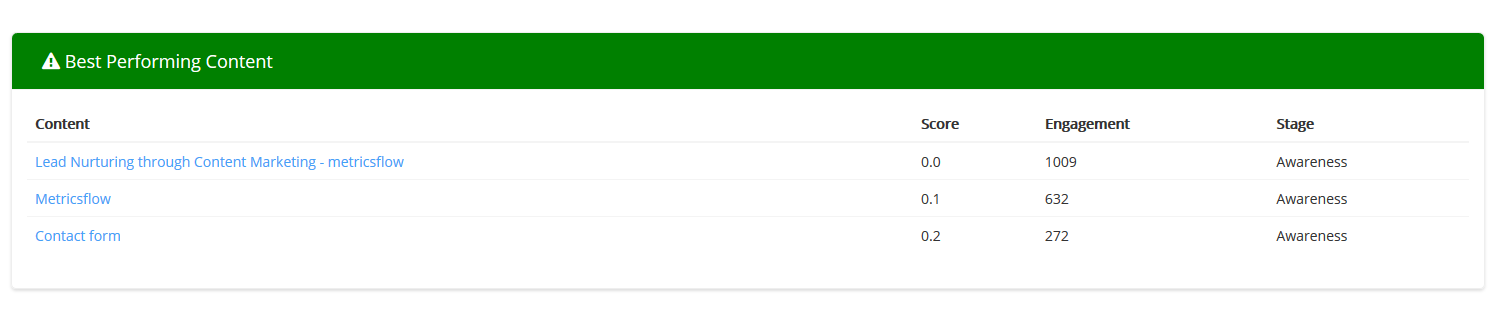 Best Performing Content
Content Score Engagement Stage
Lead Nurturing through Content Marketing - metricsflow 0.0 1009 Awareness
Metricsflow 0.1 632 Awareness
Contact form 0.2 272 Awareness